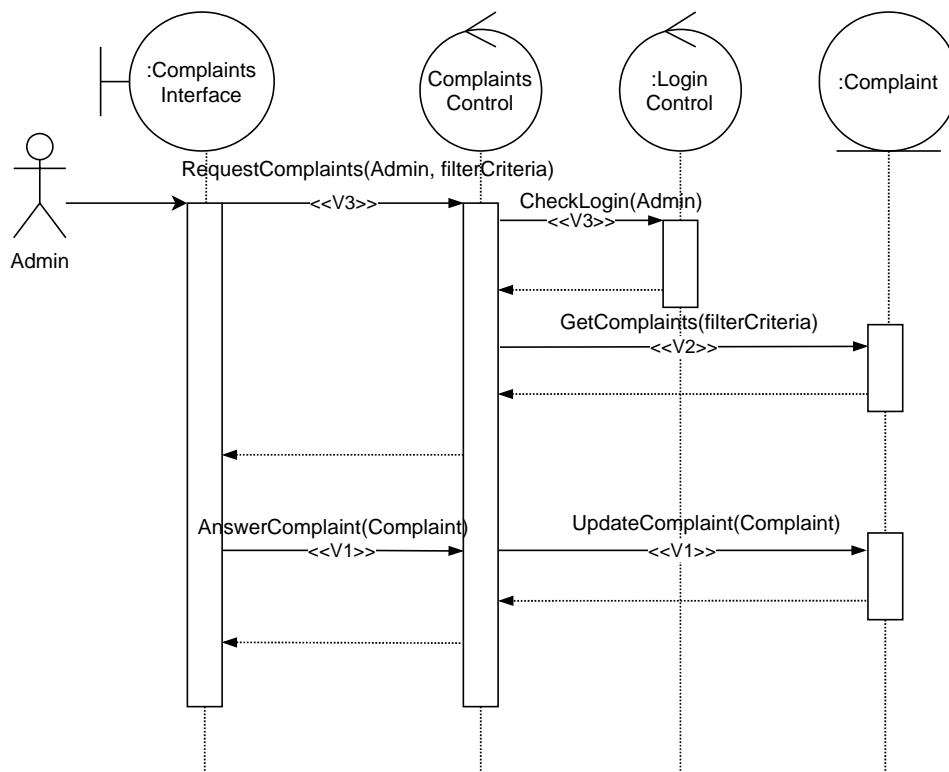 :Complaints
Interface
Complaints
Control
:Login
Control
:Complaint
RequestComplaints(Admin, filterCriteria)
<<V3>>
CheckLogin(Admin)
<<V3>>
Admin
GetComplaints(filterCriteria)
<<V2>>
AnswerComplaint(Complaint)
<<V1>>
UpdateComplaint(Complaint)
<<V1>>